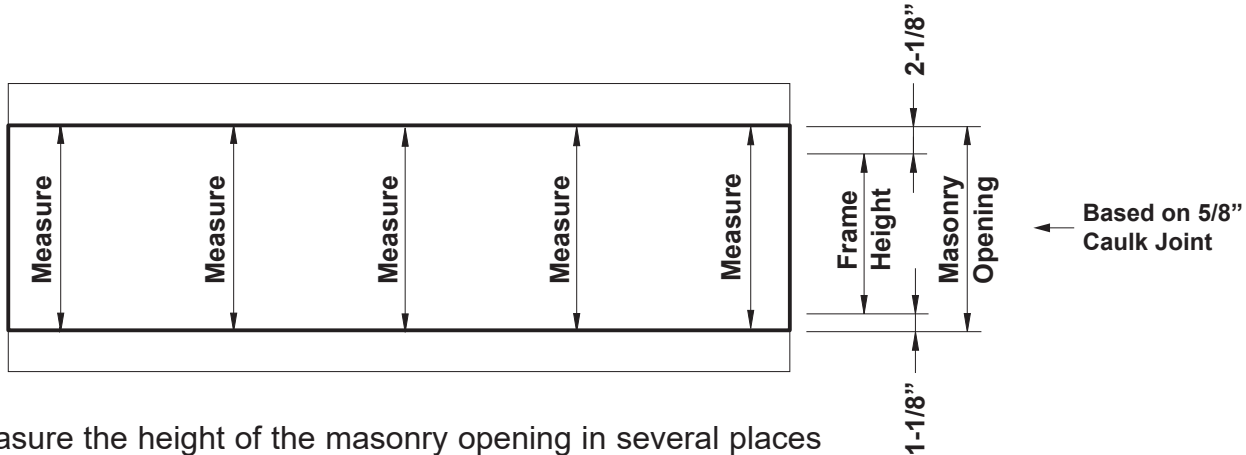 2-1/8”
Measure
Measure
Measure
Measure
Measure
Frame
Height
Masonry
Opening
Based on 5/8”
Caulk Joint
1-1/8”
the height of the masonry opening in several places